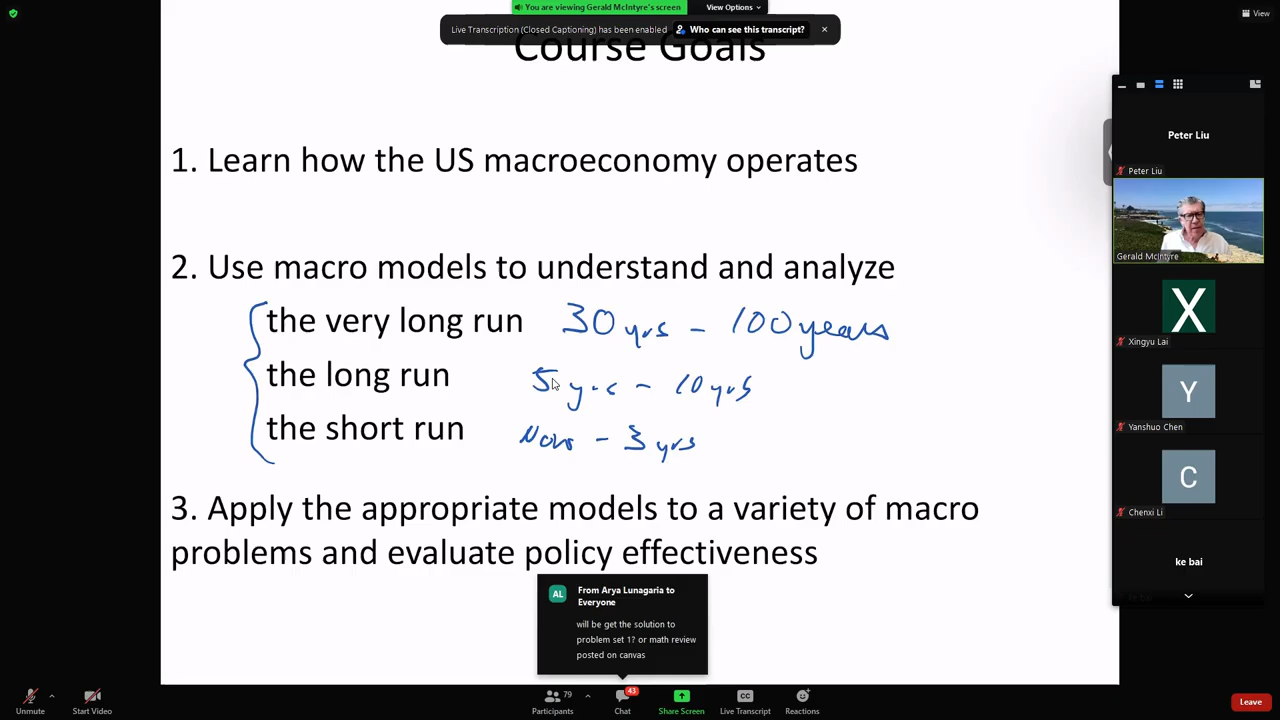 You are viewing Gerald McIntyre's screen
View Options
View
Live Transcription (Closed Captioning) has been enabled
Who can see this transcript?
Course Goals
1. Learn how the US macroeconomy operates
2. Use macro models to understand and analyze
the very long run 30 yrs - 100 years
the long run 5 yrs - 10 yrs
the short run Now - 3 yrs
3. Apply the appropriate models to a variety of macro
problems and evaluate policy effectiveness
AL
From Arya Lunagaria to
Everyone
will be get the solution to
problem set 1? or math review
posted on canvas
Peter Liu
Peter Liu
Gerald McIntyre
X
Xingyu Lai
Y
Yanshuo Chen
C
Chenxi Li
ke bai
Unmute
Start Video
79
Participants
43
Chat
Share Screen
CC
Live Transcript
Reactions
Leave